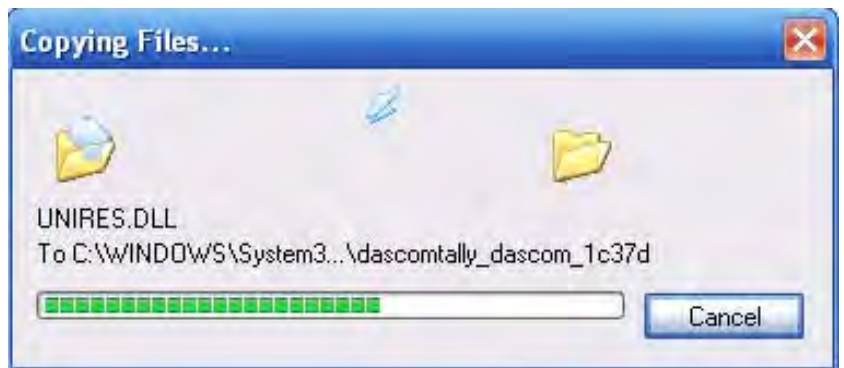 Copying Files...
UNIRES.DLL
To C:\WINDOWS\System3...\dascomtally_dascom_1c37d
Cancel